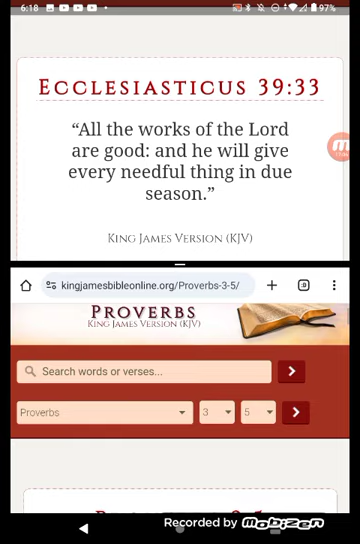 6:18
97%
Ecclesiasticus 39:33
“All the works of the Lord
are good: and he will give
every needful thing in due
season.”
King James Version (KJV)
kingjamesbibleonline.org/Proverbs-3-5/
Proverbs
King James Version (KJV)
Search words or verses...
Proverbs 3 5
Recorded by mobizen